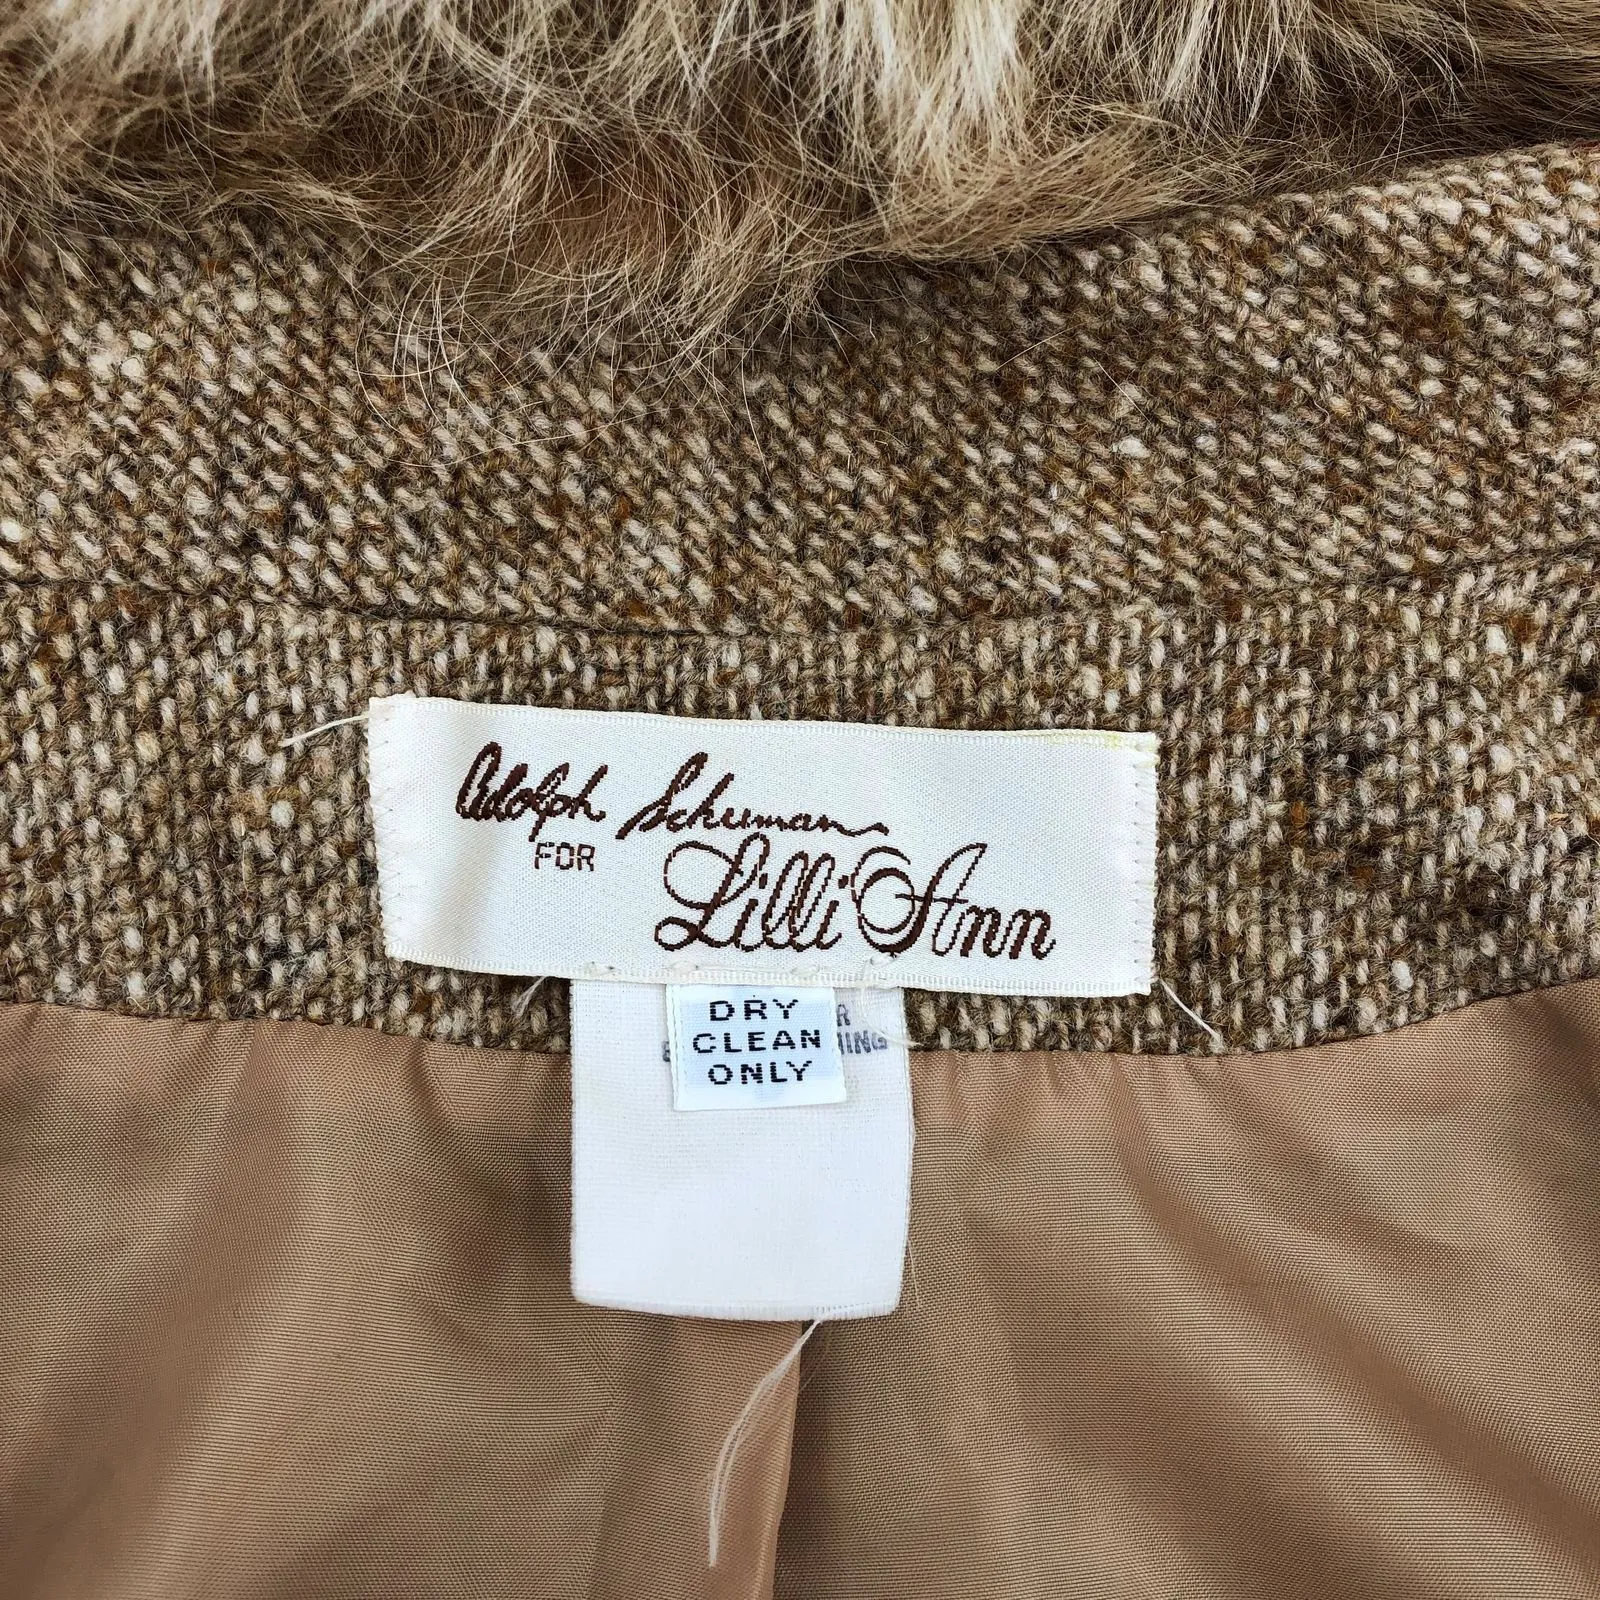 Adolph Schuman
FOR
Lilli Ann
DRY
CLEAN
ONLY